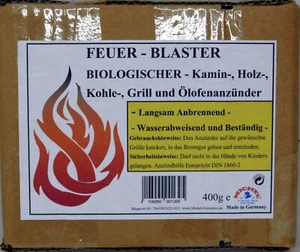 FEUER - BLASTER
BIOLOGISCHER - Kamin-, Holz-,
Kohle-, Grill und Ölofenanzünder
- Langsam Anbrennend -
- Wasserabweisend und Beständig -
Gebrauchshinweise: Den Anzünder auf die gewünschte
Größe knicken, in das Brenngut geben und entzünden.
Sicherheitshinweise: Darf nicht in die Hände von Kindern
gelangen. Anzündhilfe Entspricht DIN 1860-2
400g e
Made in Germany